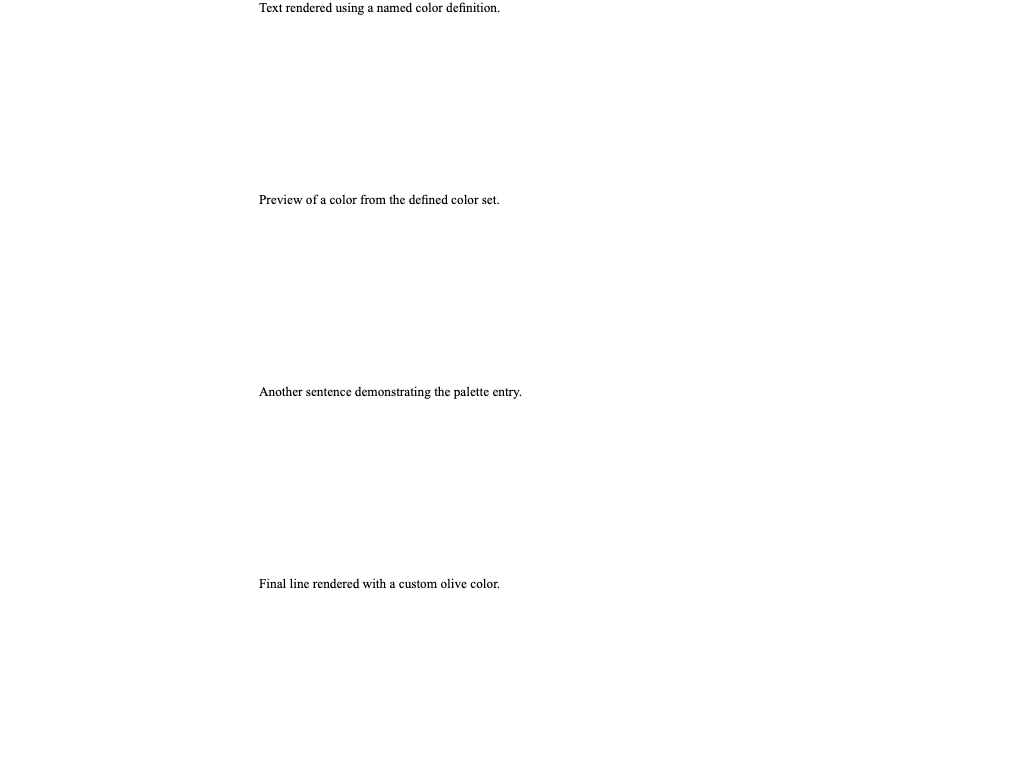 Text rendered using a named color definition.
Preview of a color from the defined color set.
Another sentence demonstrating the palette entry.
Final line rendered with a custom olive color.